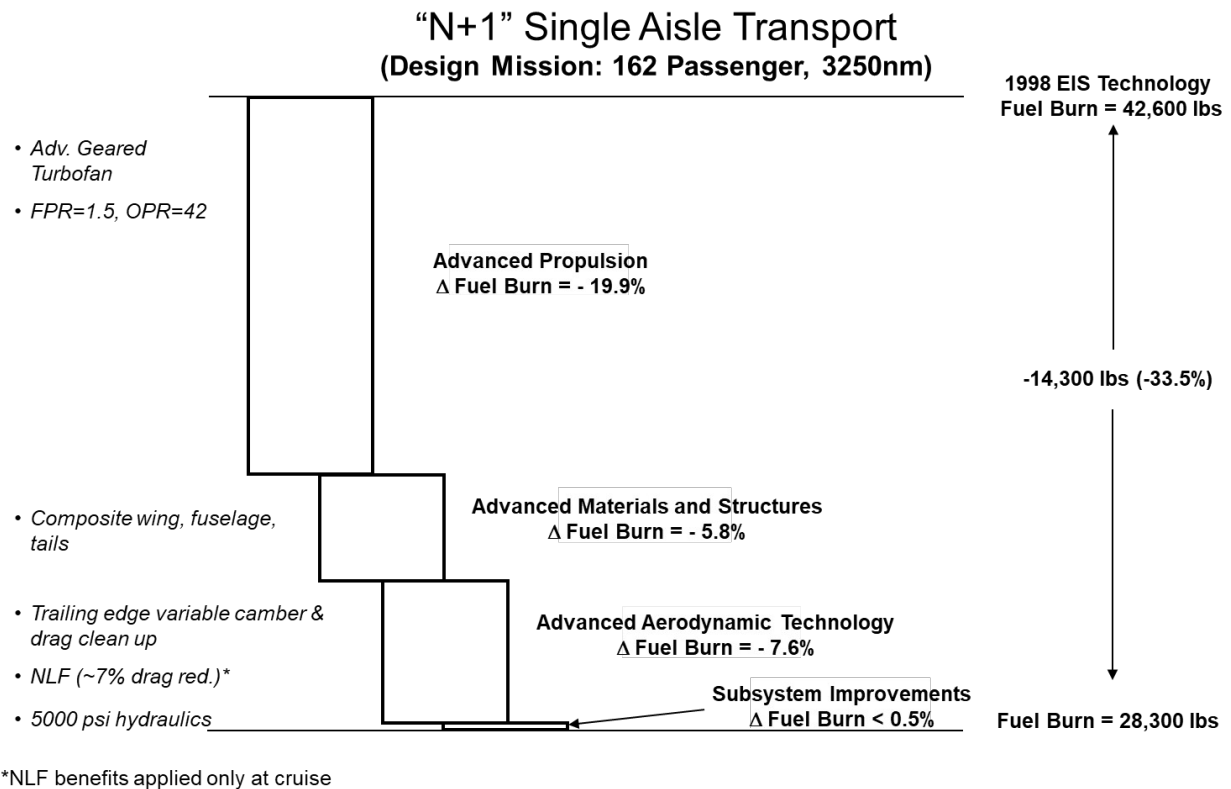 “N+1” Single Aisle Transport
(Design Mission: 162 Passenger, 3250nm)
1998 EIS Technology
Fuel Burn = 42,600 lbs
• Adv. Geared
Turbofan
• FPR=1.5, OPR=42
Advanced Propulsion
Δ Fuel Burn = - 19.9%
-14,300 lbs (-33.5%)
Advanced Materials and Structures
Δ Fuel Burn = - 5.8%
• Composite wing, fuselage,
tails
• Trailing edge variable camber &
drag clean up
Advanced Aerodynamic Technology
Δ Fuel Burn = - 7.6%
• NLF (~7% drag red.)*
• 5000 psi hydraulics
Subsystem Improvements
Δ Fuel Burn < 0.5%
Fuel Burn = 28,300 lbs
*NLF benefits applied only at cruise